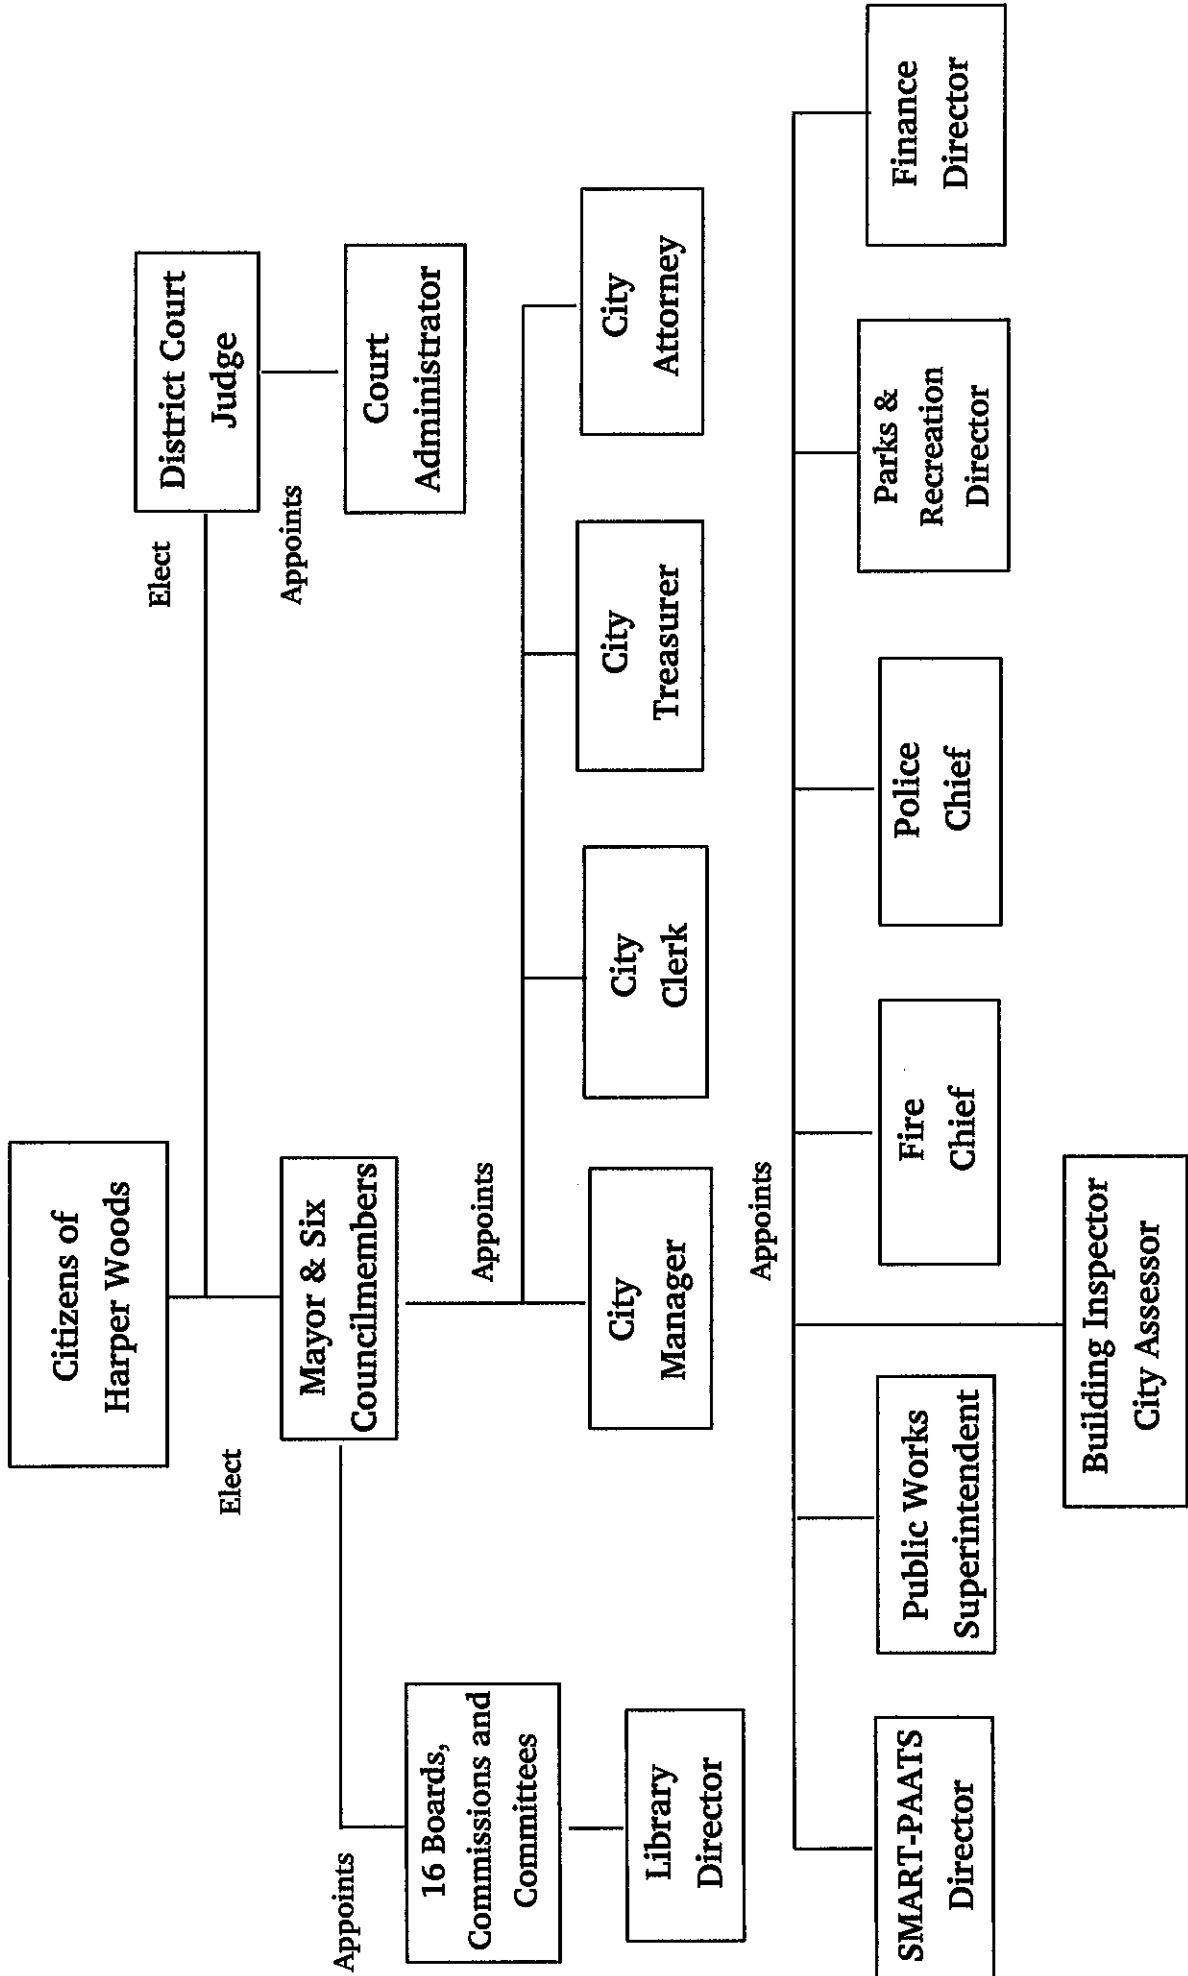 Citizens of
Harper Woods
Elect
Elect
District Court
Judge
Mayor & Six
Councilmembers
Appoints
Court
Administrator
Appoints
16 Boards,
Commissions and
Committees
Appoints
Library
Director
City
Manager
City
Clerk
City
Treasurer
City
Attorney
Appoints
SMART-PAATS
Director
Public Works
Superintendent
Fire
Chief
Police
Chief
Parks &
Recreation
Director
Finance
Director
Building Inspector
City Assessor